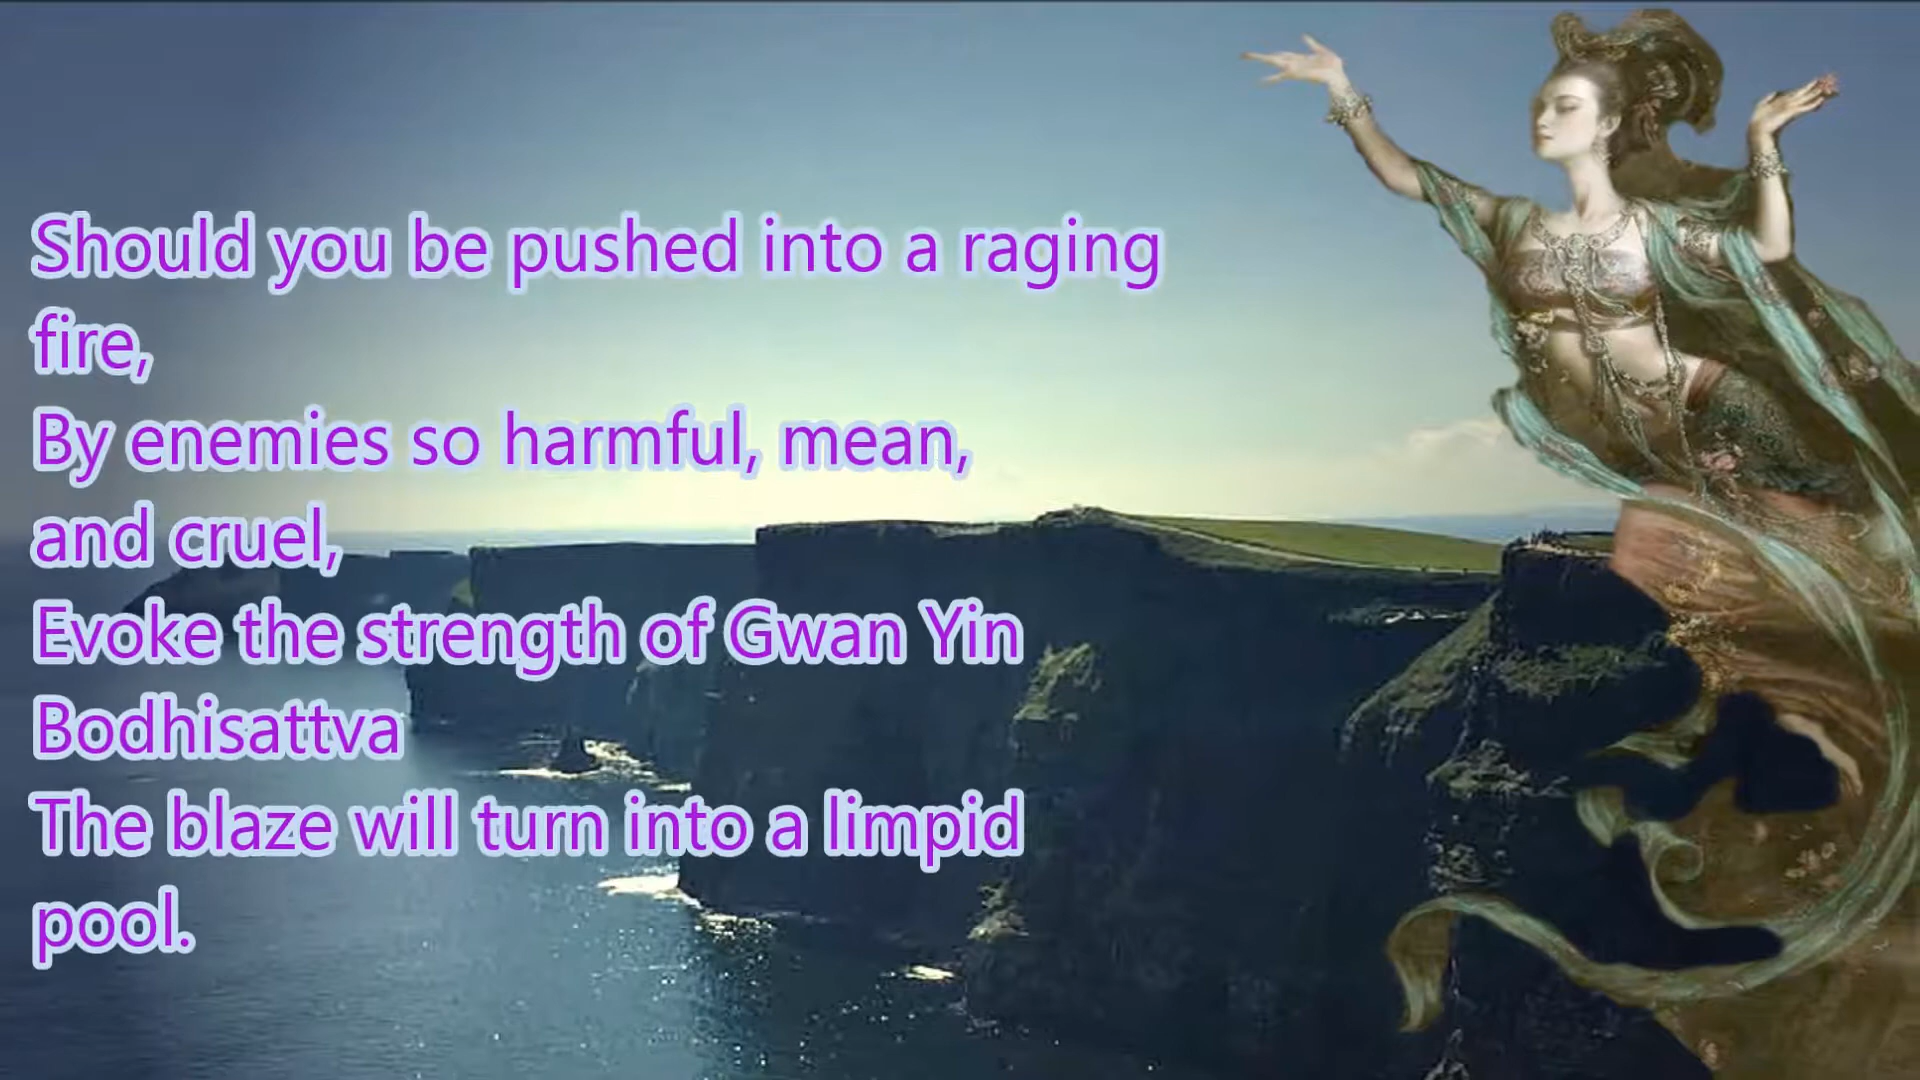 Should you be pushed into a raging
fire,
By enemies so harmful, mean,
and cruel,
Evoke the strength of Gwan Yin
Bodhisattva
The blaze will turn into a limpid
pool.